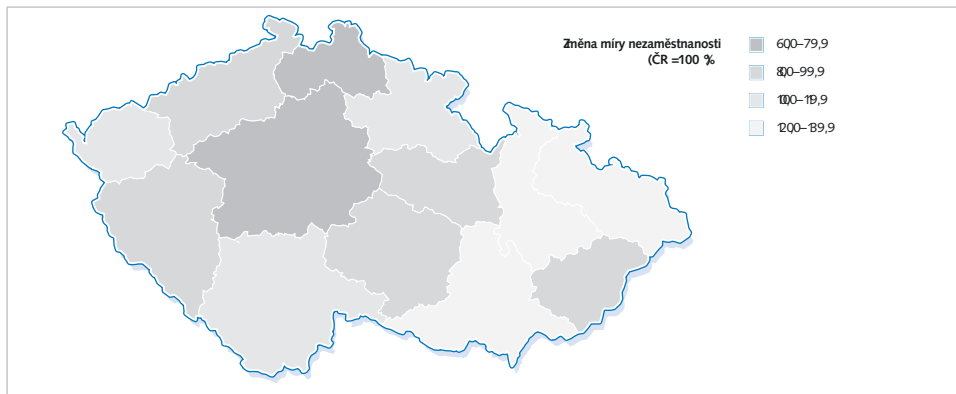 Změna míry nezaměstnanosti
(ČR =100 %
60,0–79,9
80,0–99,9
100,0–119,9
120,0–139,9